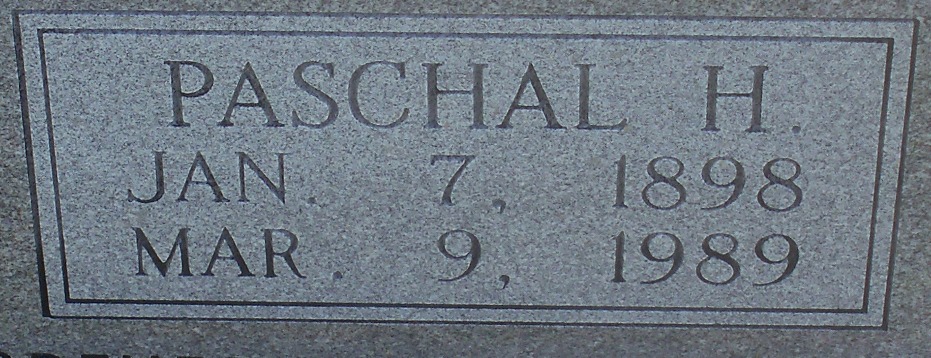 PASCHAL H.
JAN. 7, 1898
MAR. 9, 1989